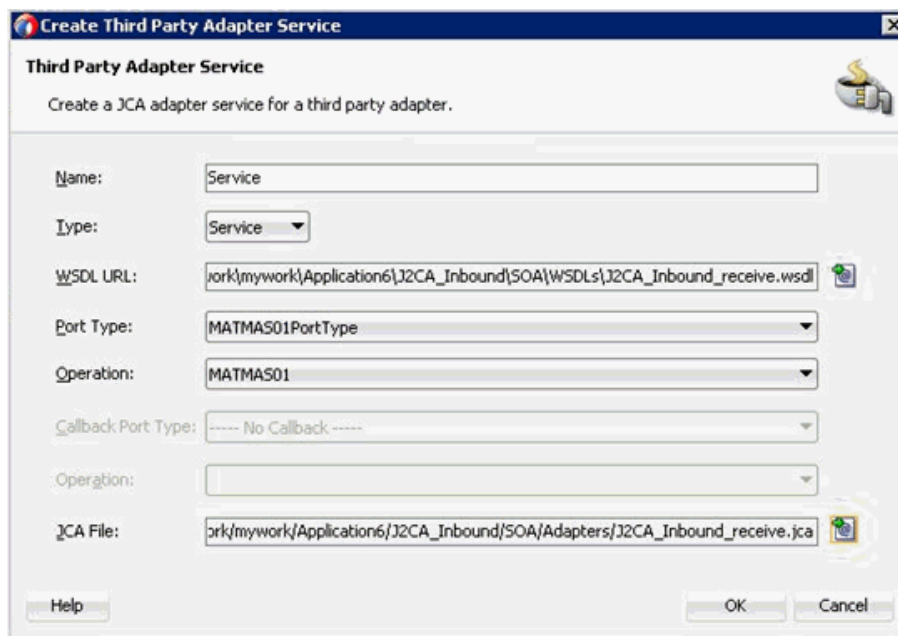 Create Third Party Adapter Service
Third Party Adapter Service
Create a JCA adapter service for a third party adapter.
Name: Service
Type: Service
WSDL URL: work\mywork\Application6\J2CA_Inbound\SOA\WSDLs\J2CA_Inbound_receive.wsdl
Port Type: MATMAS01PortType
Operation: MATMAS01
Callback Port Type: ----- No Callback -----
Operation:
JCA File: ork/mywork/Application6/J2CA_Inbound/SOA/Adapters/J2CA_Inbound_receive.jca
Help OK Cancel